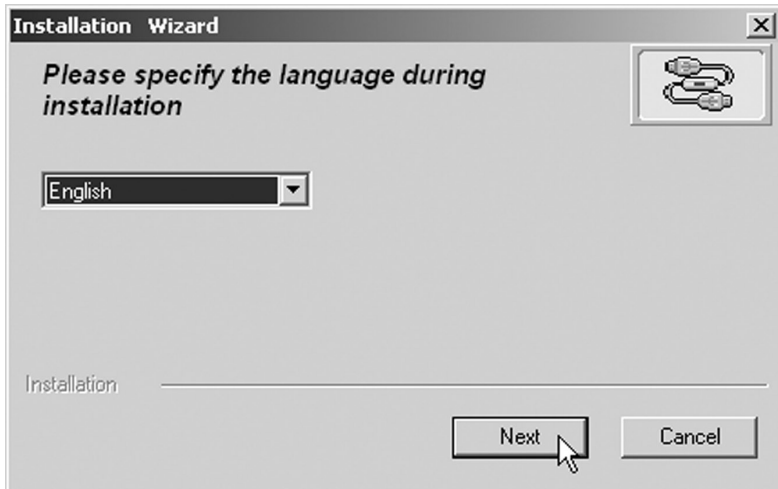 Installation Wizard
Please specify the language during
installation
English
Installation
Next
Cancel